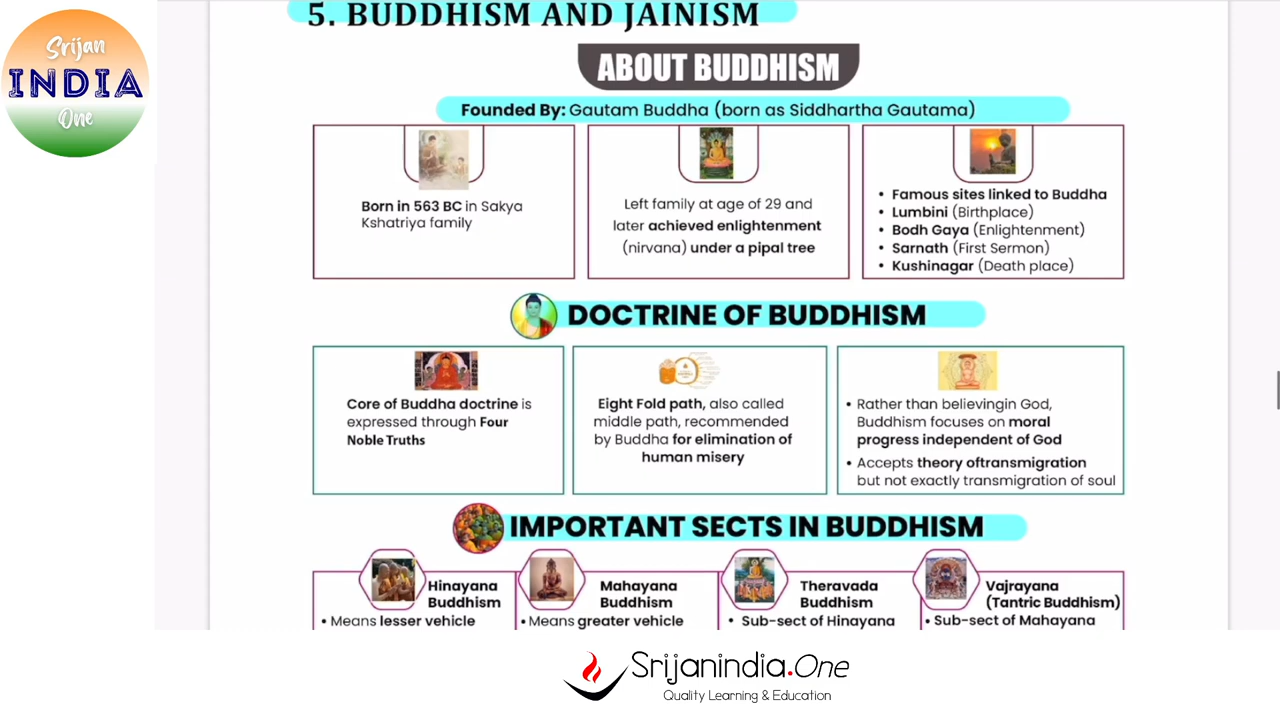 Srijan
INDIA
One
5. BUDDHISM AND JAINISM
ABOUT BUDDHISM
Founded By: Gautam Buddha (born as Siddhartha Gautama)
Born in 563 BC in Sakya
Kshatriya family
Left family at age of 29 and
later achieved enlightenment
(nirvana) under a pipal tree
• Famous sites linked to Buddha
• Lumbini (Birthplace)
• Bodh Gaya (Enlightenment)
• Sarnath (First Sermon)
• Kushinagar (Death place)
DOCTRINE OF BUDDHISM
Core of Buddha doctrine is
expressed through Four
Noble Truths
Eight Fold path, also called
middle path, recommended
by Buddha for elimination of
human misery
• Rather than believingin God,
Buddhism focuses on moral
progress independent of God
• Accepts theory oftransmigration
but not exactly transmigration of soul
IMPORTANT SECTS IN BUDDHISM
Hinayana
Buddhism
• Means lesser vehicle
Mahayana
Buddhism
• Means greater vehicle
Theravada
Buddhism
• Sub-sect of Hinayana
Vajrayana
(Tantric Buddhism)
• Sub-sect of Mahayana
Srijanindia.One
Quality Learning & Education